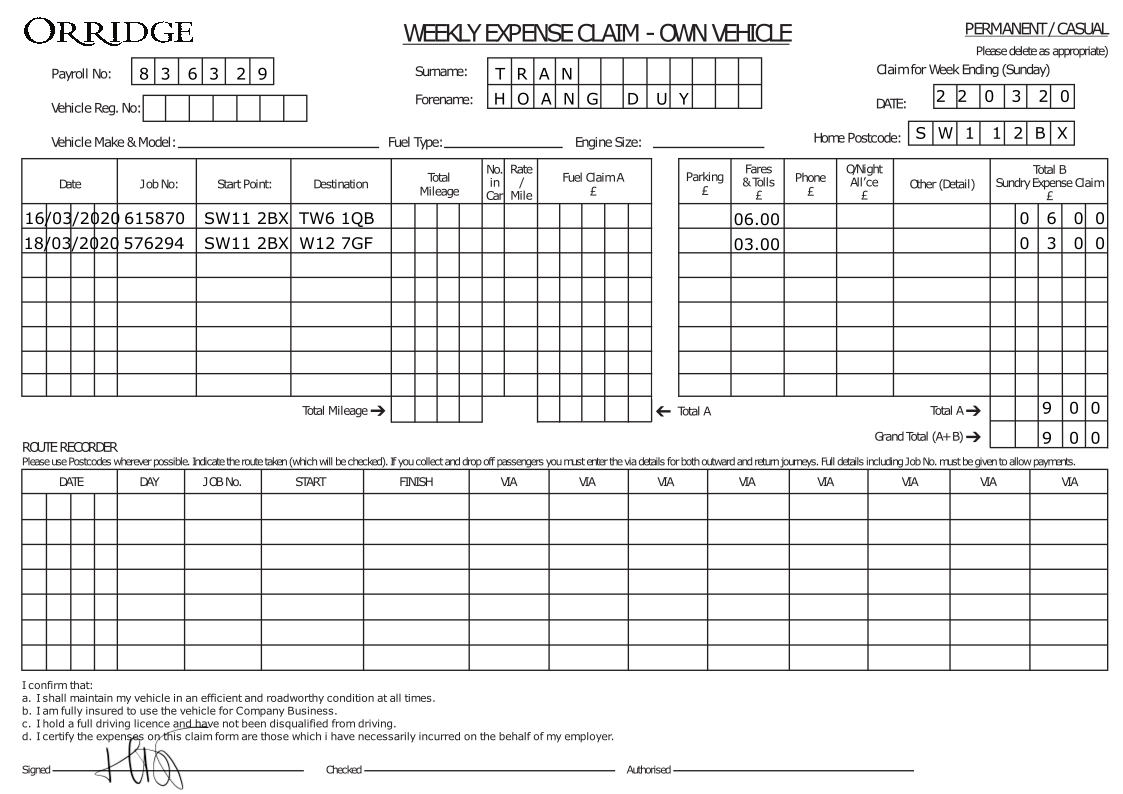 ORRIDGE
WEEKLY EXPENSE CLAIM - OWN VEHICLE
PERMANENT / CASUAL
Please delete as appropriate)
Payroll No: 8 3 6 3 2 9
Surname: T R A N
Claim for Week Ending (Sunday)
Vehicle Reg. No:
Forename: H O A N G D U Y
DATE: 2 2 0 3 2 0
Vehicle Make & Model: Fuel Type: Engine Size:
Home Postcode: S W 1 1 2 B X
Date Job No: Start Point: Destination Total Mileage No. in Car Rate / Mile Fuel Claim A £ Parking £ Fares & Tolls £ Phone £ O/Night All'ce £ Other (Detail) Total B Sundry Expense Claim £
16/03/2020 615870 SW11 2BX TW6 1QB 06.00 0 6 0 0
18/03/2020 576294 SW11 2BX W12 7GF 03.00 0 3 0 0
Total Mileage ➔ ← Total A Total A ➔ 9 0 0
Grand Total (A+B) ➔ 9 0 0
ROUTE RECORDER
Please use Postcodes wherever possible. Indicate the route taken (which will be checked). If you collect and drop off passengers you must enter the via details for both outward and return journeys. Full details including Job No. must be given to allow payments.
DATE DAY JOB No. START FINISH VIA VIA VIA VIA VIA VIA VIA VIA
I confirm that:
a. I shall maintain my vehicle in an efficient and roadworthy condition at all times.
b. I am fully insured to use the vehicle for Company Business.
c. I hold a full driving licence and have not been disqualified from driving.
d. I certify the expenses on this claim form are those which i have necessarily incurred on the behalf of my employer.
Signed Checked Authorised